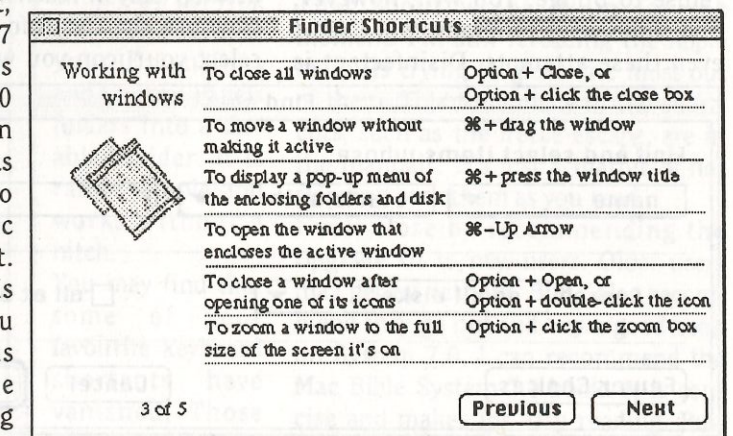 Finder Shortcuts
Working with
windows
To close all windows
Option + Close, or
Option + click the close box
To move a window without
making it active
⌘ + drag the window
To display a pop-up menu of
the enclosing folders and disk
⌘ + press the window title
To open the window that
encloses the active window
⌘–Up Arrow
To close a window after
opening one of its icons
Option + Open, or
Option + double-click the icon
To zoom a window to the full
size of the screen it's on
Option + click the zoom box
3 of 5
Previous
Next